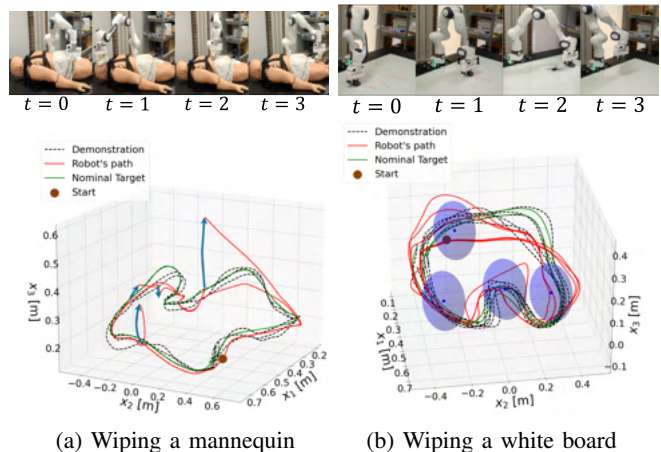 t = 0 t = 1 t = 2 t = 3
t = 0 t = 1 t = 2 t = 3
Demonstration
Robot's path
Nominal Target
Start
0.6
0.5
0.4
0.3
0.2
x₃ [m]
−0.4 −0.2 0.0 0.2 0.4 0.6
x₂ [m]
0.7 0.6 0.5 0.4 0.3 0.2
x₁ [m]
Demonstration
Robot's path
Nominal Target
Start
0.4
0.3
0.2
0.1
0.0
−0.1
x₃ [m]
0.1 0.2 0.3 0.4 0.5 0.6 0.7
x₁ [m]
−0.4 −0.2 0.0 0.2 0.4
x₂ [m]
(a) Wiping a mannequin
(b) Wiping a white board